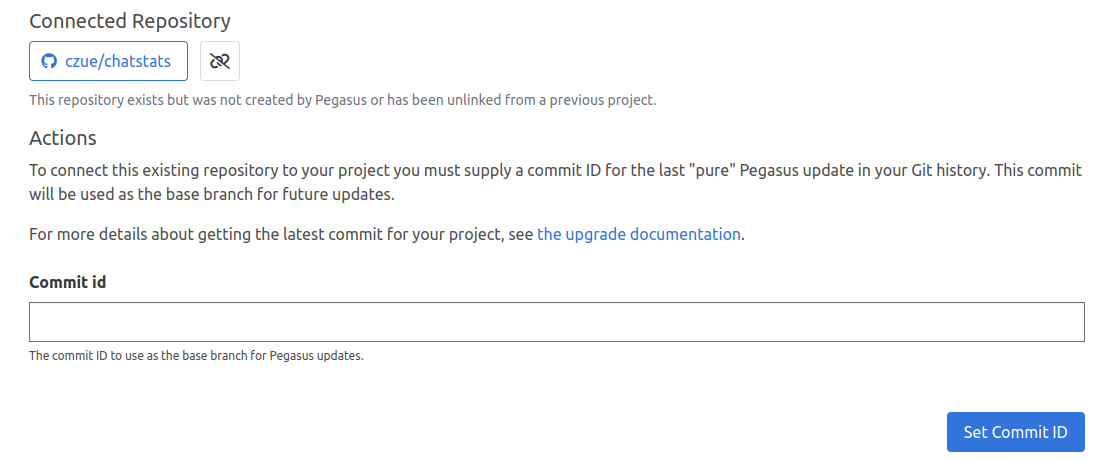 Connected Repository
czue/chatstats
This repository exists but was not created by Pegasus or has been unlinked from a previous project.
Actions
To connect this existing repository to your project you must supply a commit ID for the last "pure" Pegasus update in your Git history. This commit
will be used as the base branch for future updates.
For more details about getting the latest commit for your project, see the upgrade documentation.
Commit id
The commit ID to use as the base branch for Pegasus updates.
Set Commit ID